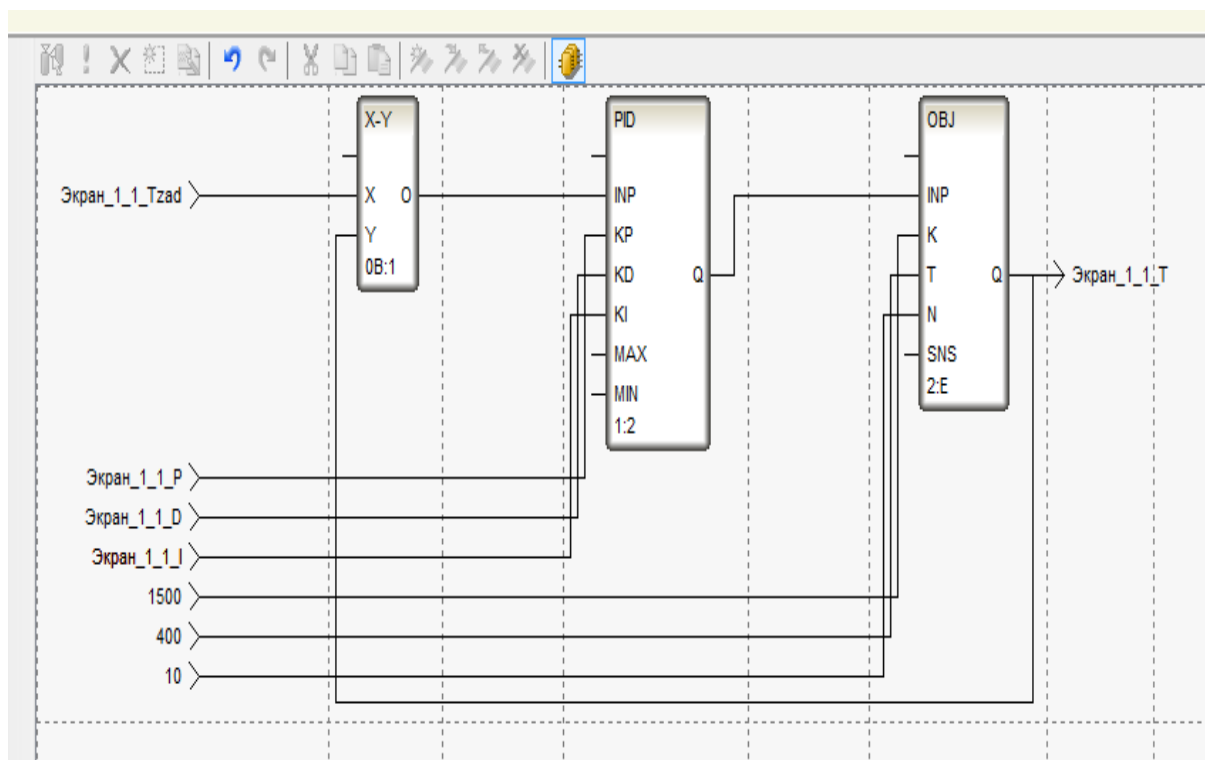 X-Y
PID
OBJ
Экран_1_1_Tzad
X O
INP
INP
Y
KP
K
0B:1
KD Q
T Q
Экран_1_1_T
KI
N
MAX
SNS
MIN
2:E
1:2
Экран_1_1_P
Экран_1_1_D
Экран_1_1_I
1500
400
10